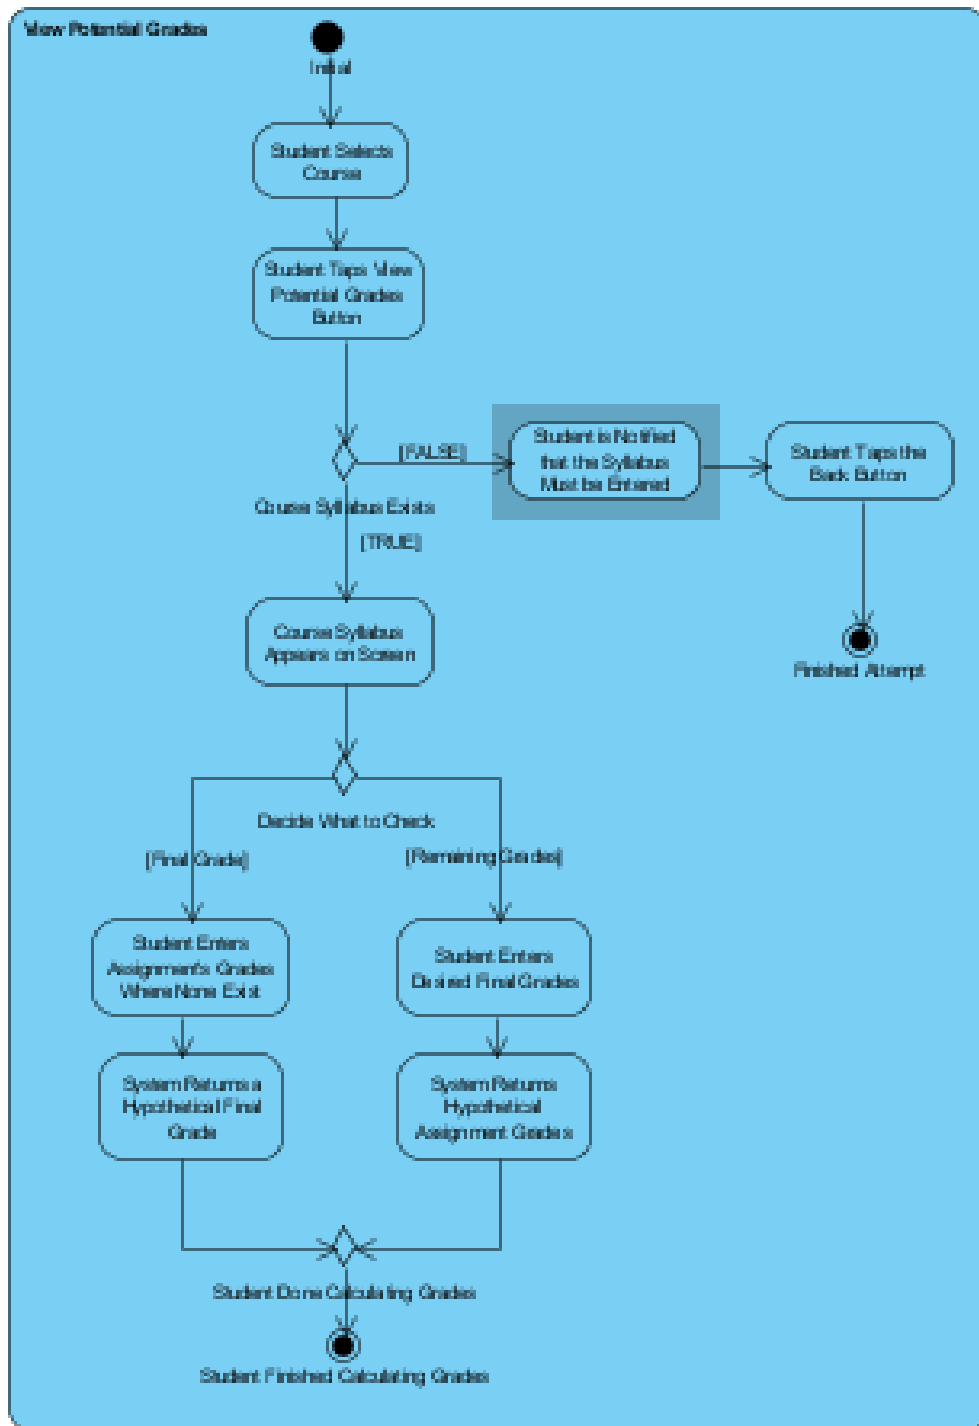 View Potential Grades
Initial
Student Selects
Course
Student Taps View
Potential Grades
Button
[FALSE]
Student is Notified
that the Syllabus
Must be Entered
Student Taps the
Back Button
Course Syllabus Exists
[TRUE]
Course Syllabus
Appears on Screen
Finished Attempt
Decide What to Check
[Final Grade]
[Remaining Grades]
Student Enters
Assignment's Grades
Where None Exist
Student Enters
Desired Final Grades
System Returns a
Hypothetical Final
Grade
System Returns
Hypothetical
Assignment Grades
Student Done Calculating Grades
Student Finished Calculating Grades